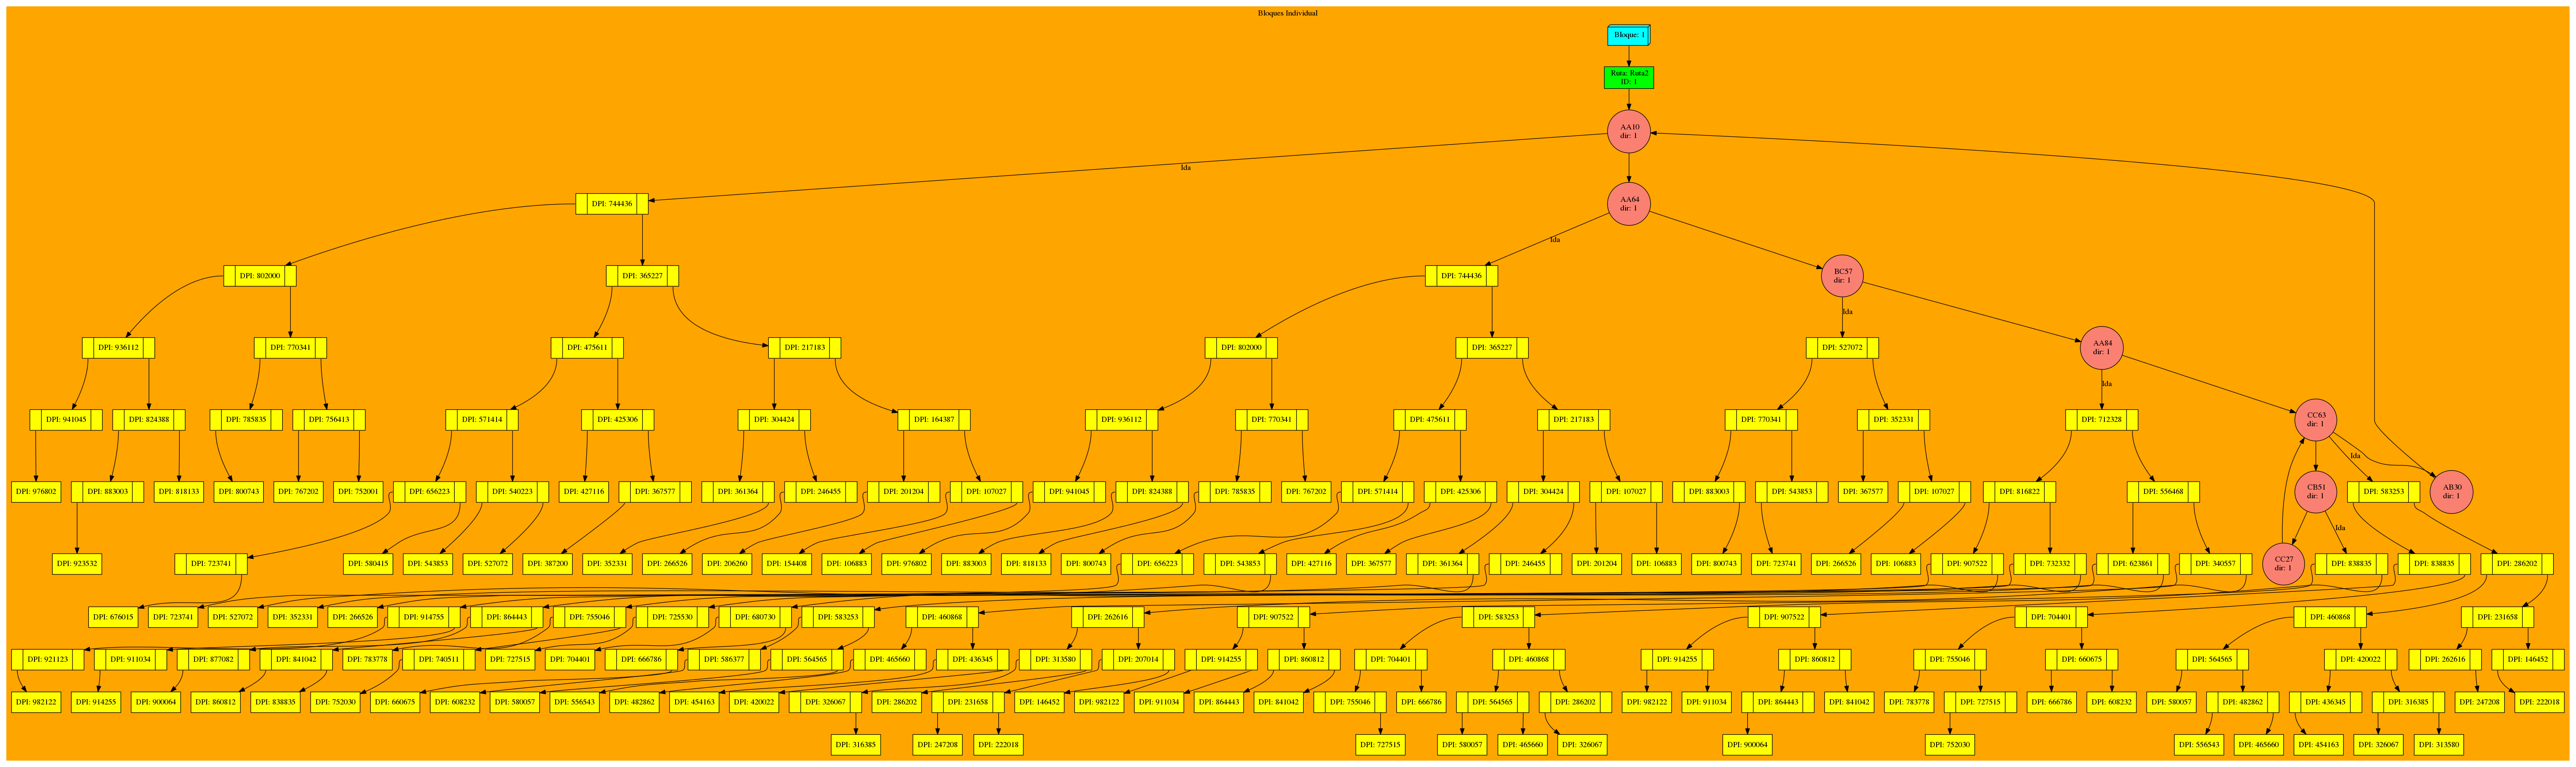 Bloques Individual
Bloque: 1
Ruta: Ruta2
ID: 1
AA10
dir: 1
Ida
DPI: 744436
AA64
dir: 1
Ida
DPI: 802000
DPI: 365227
DPI: 744436
BC57
dir: 1
Ida
DPI: 936112
DPI: 770341
DPI: 475611
DPI: 217183
DPI: 802000
DPI: 365227
DPI: 527072
AA84
dir: 1
Ida
DPI: 941045
DPI: 824388
DPI: 785835
DPI: 756413
DPI: 571414
DPI: 425306
DPI: 304424
DPI: 164387
DPI: 936112
DPI: 770341
DPI: 475611
DPI: 217183
DPI: 770341
DPI: 352331
DPI: 712328
CC63
dir: 1
Ida
DPI: 976802
DPI: 883003
DPI: 818133
DPI: 800743
DPI: 767202
DPI: 752001
DPI: 656223
DPI: 540223
DPI: 427116
DPI: 367577
DPI: 361364
DPI: 246455
DPI: 201204
DPI: 107027
DPI: 941045
DPI: 824388
DPI: 785835
DPI: 767202
DPI: 571414
DPI: 425306
DPI: 304424
DPI: 107027
DPI: 883003
DPI: 543853
DPI: 367577
DPI: 107027
DPI: 816822
DPI: 556468
CB51
dir: 1
DPI: 583253
AB30
dir: 1
Ida
DPI: 923532
DPI: 723741
DPI: 580415
DPI: 543853
DPI: 527072
DPI: 387200
DPI: 352331
DPI: 266526
DPI: 206260
DPI: 154408
DPI: 106883
DPI: 976802
DPI: 883003
DPI: 818133
DPI: 800743
DPI: 656223
DPI: 543853
DPI: 427116
DPI: 367577
DPI: 361364
DPI: 246455
DPI: 201204
DPI: 106883
DPI: 800743
DPI: 723741
DPI: 266526
DPI: 106883
DPI: 907522
DPI: 732332
DPI: 623861
DPI: 340557
CC27
dir: 1
DPI: 838835
DPI: 838835
DPI: 286202
DPI: 676015
DPI: 723741
DPI: 527072
DPI: 352331
DPI: 266526
DPI: 914755
DPI: 864443
DPI: 755046
DPI: 725530
DPI: 680730
DPI: 583253
DPI: 460868
DPI: 262616
DPI: 907522
DPI: 583253
DPI: 907522
DPI: 704401
DPI: 460868
DPI: 231658
DPI: 921123
DPI: 911034
DPI: 877082
DPI: 841042
DPI: 783778
DPI: 740511
DPI: 727515
DPI: 704401
DPI: 666786
DPI: 586377
DPI: 564565
DPI: 465660
DPI: 436345
DPI: 313580
DPI: 207014
DPI: 914255
DPI: 860812
DPI: 704401
DPI: 460868
DPI: 914255
DPI: 860812
DPI: 755046
DPI: 660675
DPI: 564565
DPI: 420022
DPI: 262616
DPI: 146452
DPI: 982122
DPI: 914255
DPI: 900064
DPI: 860812
DPI: 838835
DPI: 752030
DPI: 660675
DPI: 608232
DPI: 580057
DPI: 556543
DPI: 482862
DPI: 454163
DPI: 420022
DPI: 326067
DPI: 286202
DPI: 231658
DPI: 146452
DPI: 982122
DPI: 911034
DPI: 864443
DPI: 841042
DPI: 755046
DPI: 666786
DPI: 564565
DPI: 286202
DPI: 982122
DPI: 911034
DPI: 864443
DPI: 841042
DPI: 783778
DPI: 727515
DPI: 666786
DPI: 608232
DPI: 580057
DPI: 482862
DPI: 436345
DPI: 316385
DPI: 247208
DPI: 222018
DPI: 316385
DPI: 247208
DPI: 222018
DPI: 727515
DPI: 580057
DPI: 465660
DPI: 326067
DPI: 900064
DPI: 752030
DPI: 556543
DPI: 465660
DPI: 454163
DPI: 326067
DPI: 313580